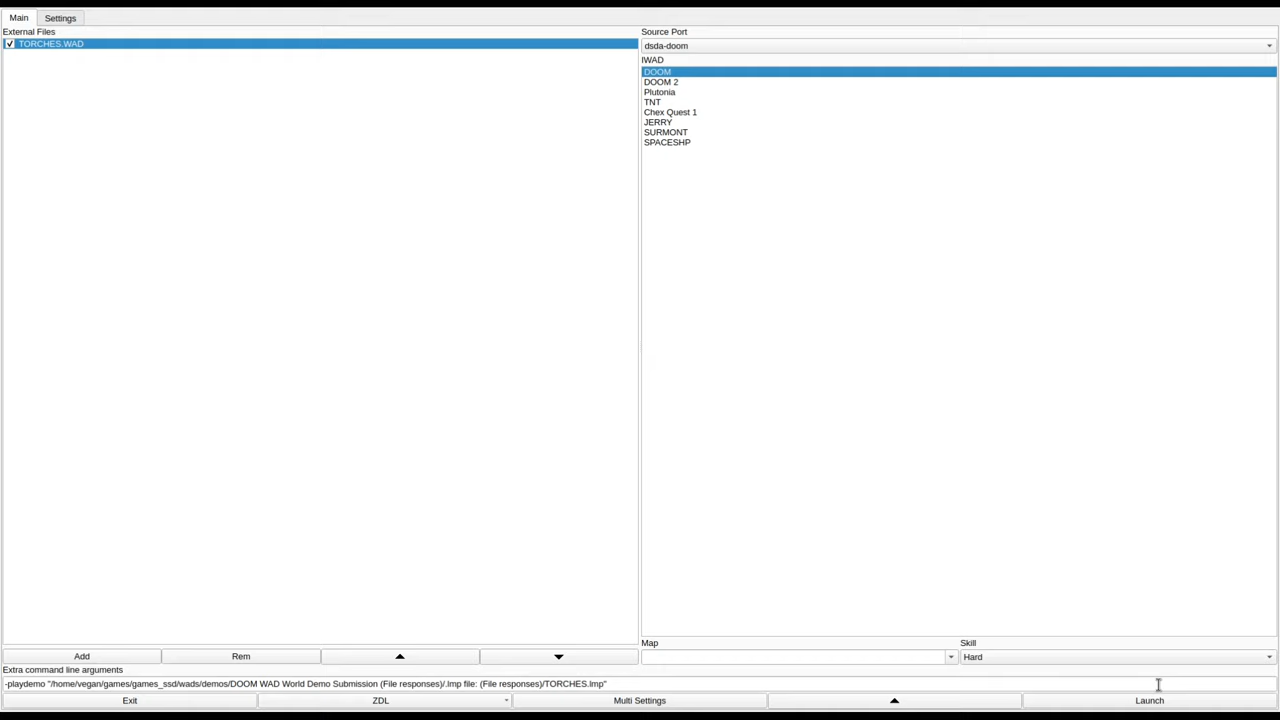 Main
Settings
External Files
TORCHES.WAD
Source Port
dsda-doom
IWAD
DOOM
DOOM 2
Plutonia
TNT
Chex Quest 1
JERRY
SURMONT
SPACESHP
Map
Skill
Hard
Add
Rem
Extra command line arguments
-playdemo "/home/vegan/games/games_ssd/wads/demos/DOOM WAD World Demo Submission (File responses)/.lmp file: (File responses)/TORCHES.lmp"
Exit
ZDL
Multi Settings
Launch